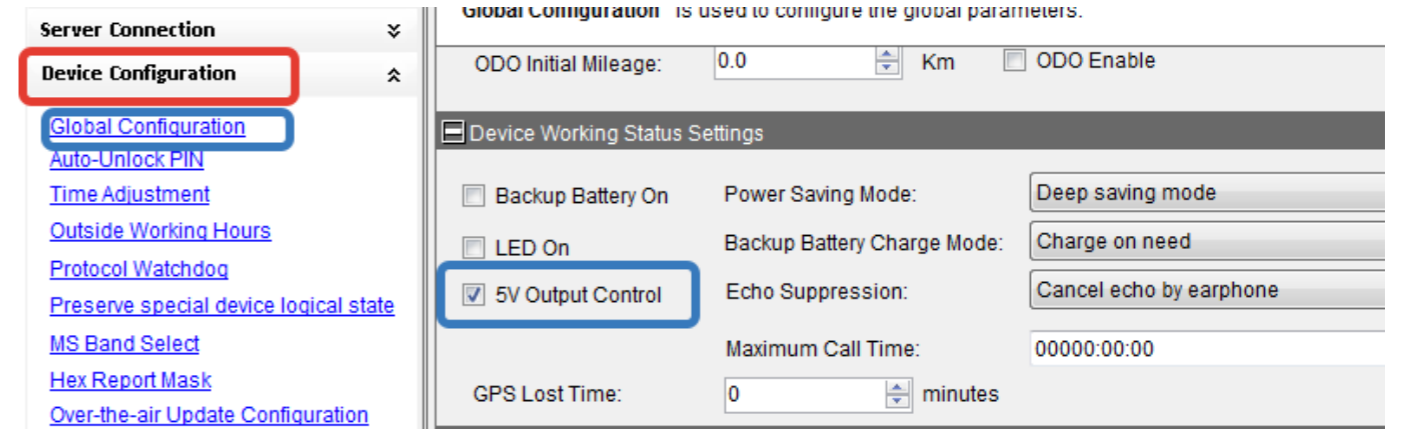 Server Connection
Device Configuration
Global Configuration
Auto-Unlock PIN
Time Adjustment
Outside Working Hours
Protocol Watchdog
Preserve special device logical state
MS Band Select
Hex Report Mask
Over-the-air Update Configuration
Global Configuration is used to configure the global parameters.
ODO Initial Mileage: 0.0 Km ODO Enable
Device Working Status Settings
Backup Battery On Power Saving Mode: Deep saving mode
LED On Backup Battery Charge Mode: Charge on need
5V Output Control Echo Suppression: Cancel echo by earphone
Maximum Call Time: 00000:00:00
GPS Lost Time: 0 minutes